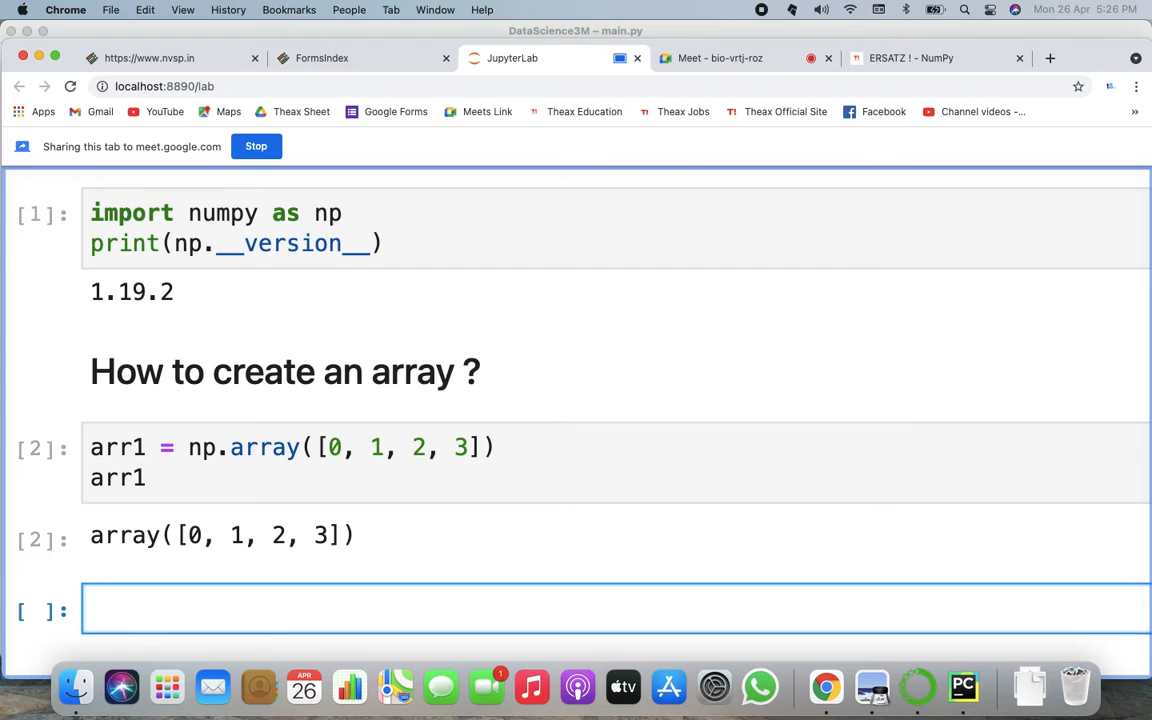 Chrome File Edit View History Bookmarks People Tab Window Help Mon 26 Apr 5:26 PM
DataScience3M – main.py
https://www.nvsp.in FormsIndex JupyterLab Meet - bio-vrtj-roz ERSATZ ! - NumPy
localhost:8890/lab
Apps Gmail YouTube Maps Theax Sheet Google Forms Meets Link Theax Education Theax Jobs Theax Official Site Facebook Channel videos -...
Sharing this tab to meet.google.com Stop
[1]: import numpy as np
print(np.__version__)
1.19.2
How to create an array ?
[2]: arr1 = np.array([0, 1, 2, 3])
arr1
[2]: array([0, 1, 2, 3])
[ ]:
APR
26
1
tv
PC